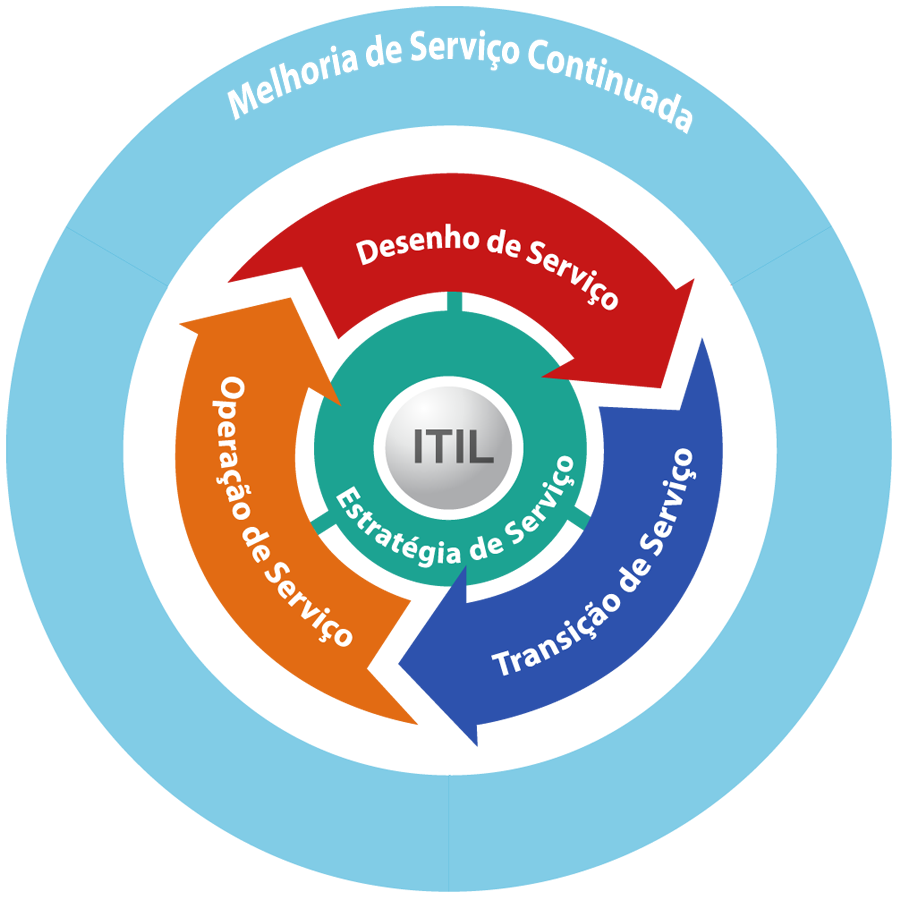 Melhoria de Serviço Continuada
Desenho de Serviço
Operação de Serviço
ITIL
Estratégia de Serviço
Transição de Serviço